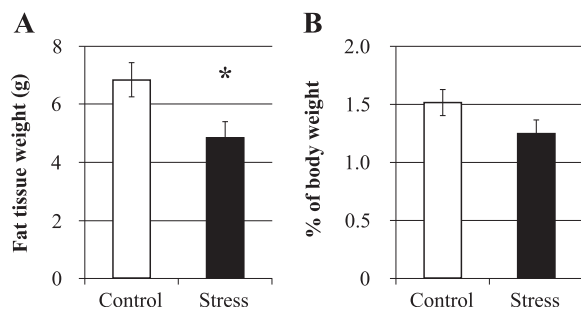 A
Fat tissue weight (g)
8
6
4
2
0
Control Stress
*
B
% of body weight
2.0
1.5
1.0
0.5
0
Control Stress